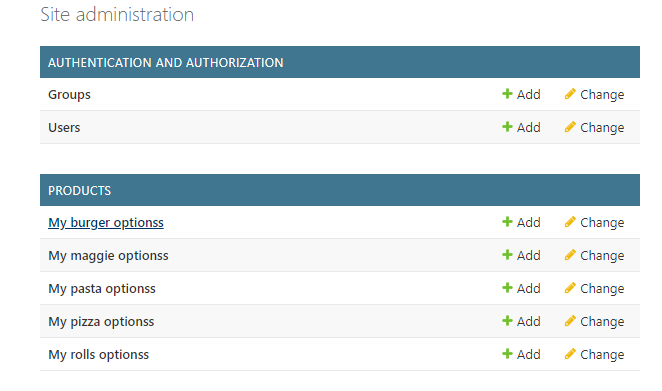 Site administration
AUTHENTICATION AND AUTHORIZATION
Groups Add Change
Users Add Change
PRODUCTS
My burger optionss Add Change
My maggie optionss Add Change
My pasta optionss Add Change
My pizza optionss Add Change
My rolls optionss Add Change